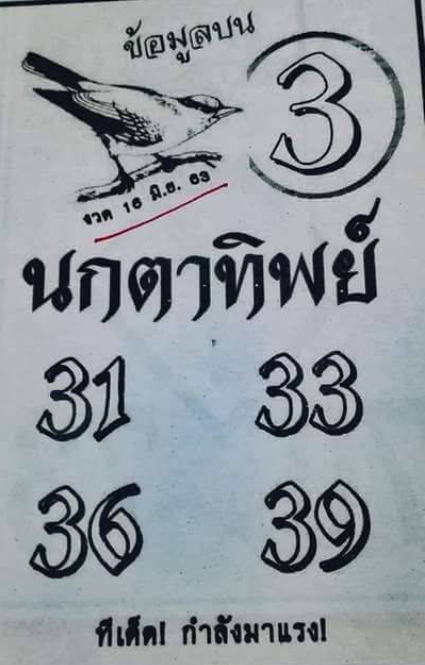 ข้อมูลบน
3
งวด 16 มิ.ย. 63
นกตาทิพย์
31 33
36 39
ทีเด็ด! กำลังมาแรง!